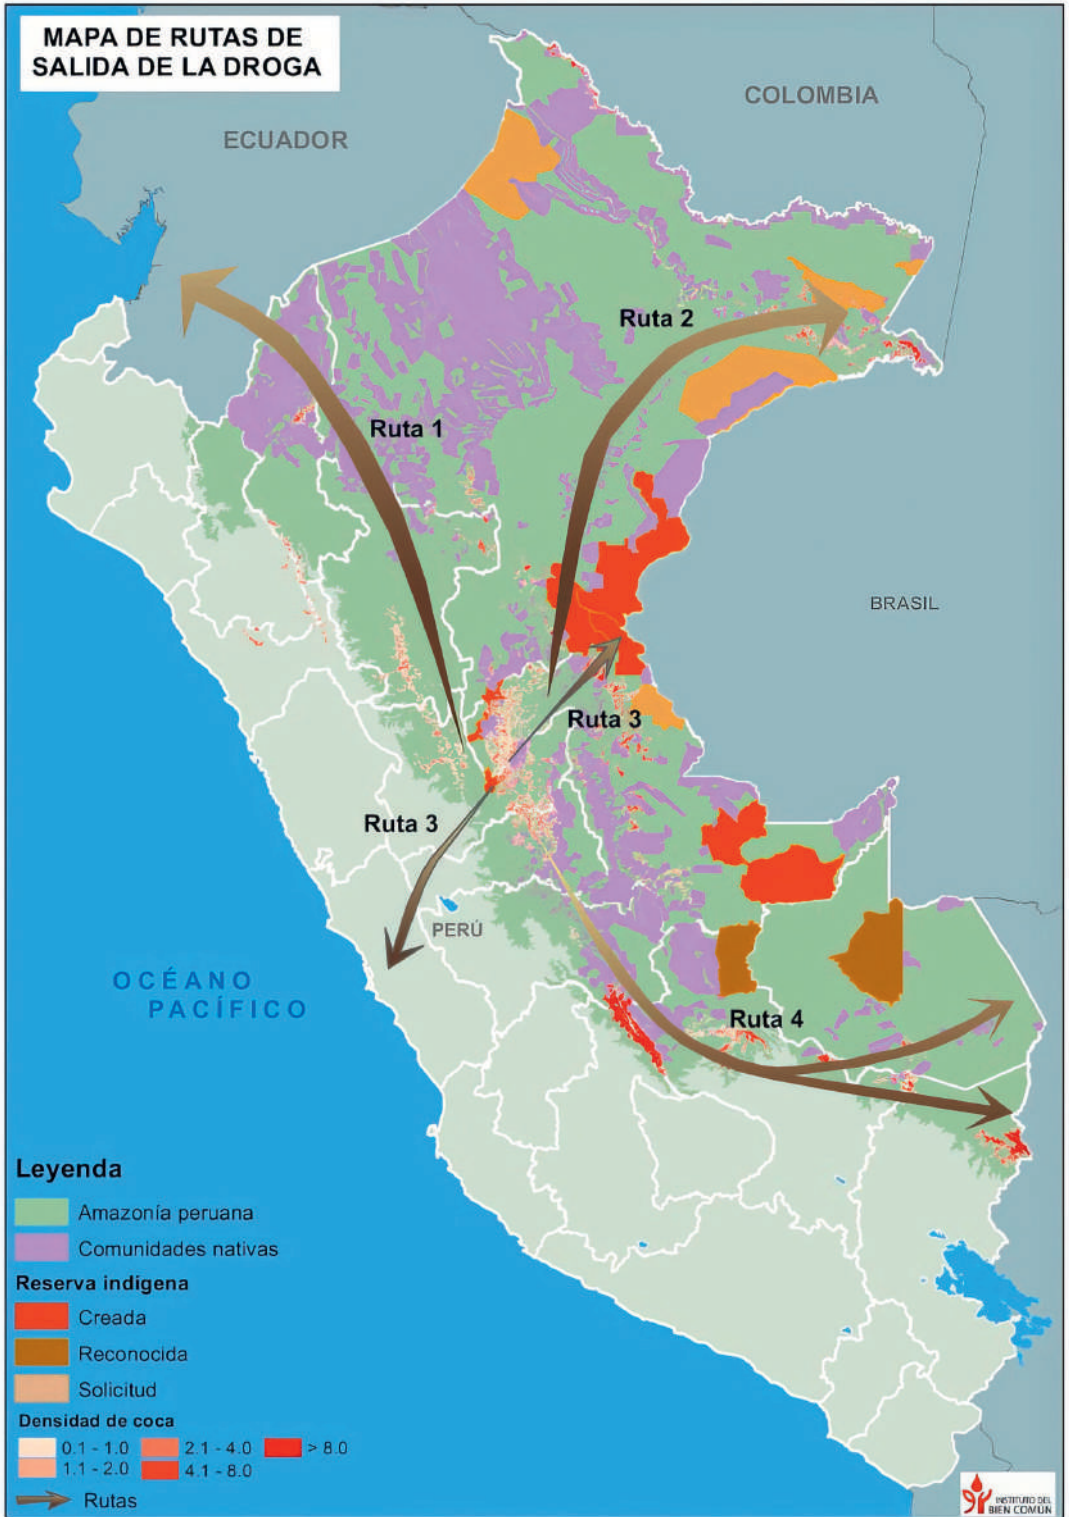 MAPA DE RUTAS DE
SALIDA DE LA DROGA
COLOMBIA
ECUADOR
Ruta 2
Ruta 1
BRASIL
Ruta 3
Ruta 3
PERÚ
OCÉANO
PACÍFICO
Ruta 4
Leyenda
Amazonía peruana
Comunidades nativas
Reserva indígena
Creada
Reconocida
Solicitud
Densidad de coca
0.1 - 1.0 2.1 - 4.0 > 8.0
1.1 - 2.0 4.1 - 8.0
Rutas
INSTITUTO DEL
BIEN COMÚN